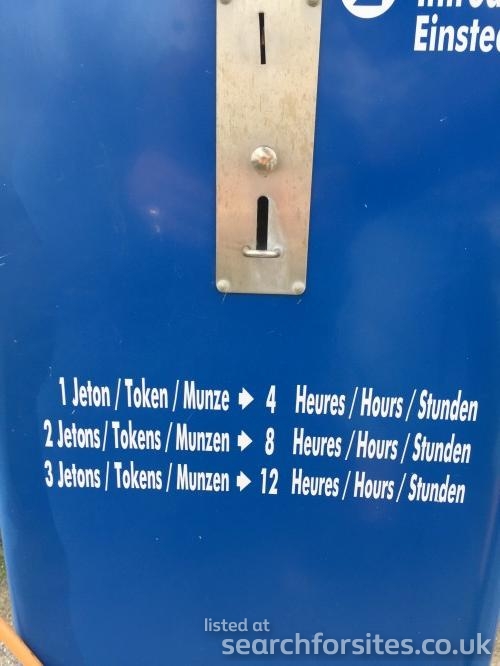 Einste
1 Jeton / Token / Munze → 4 Heures / Hours / Stunden
2 Jetons / Tokens / Munzen → 8 Heures / Hours / Stunden
3 Jetons / Tokens / Munzen → 12 Heures / Hours / Stunden
listed at
searchforsites.co.uk